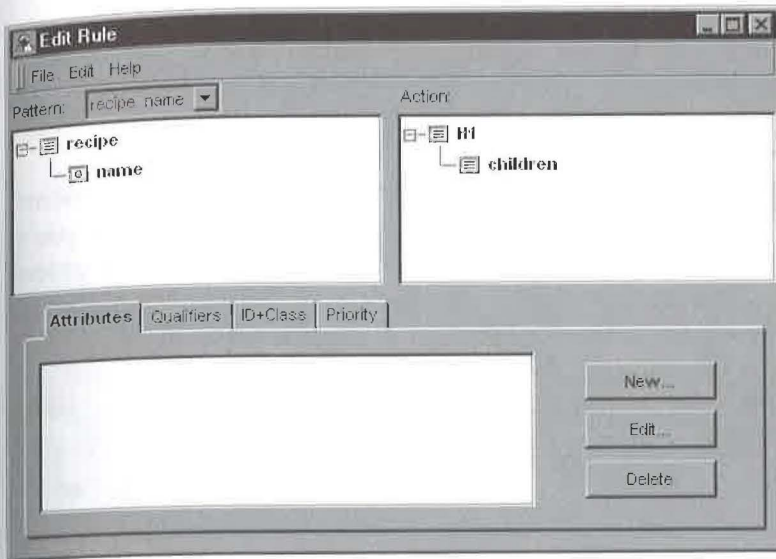 Edit Rule
File Edit Help
Pattern: recipe name
Action:
recipe
name
H1
children
Attributes Qualifiers ID+Class Priority
New...
Edit...
Delete